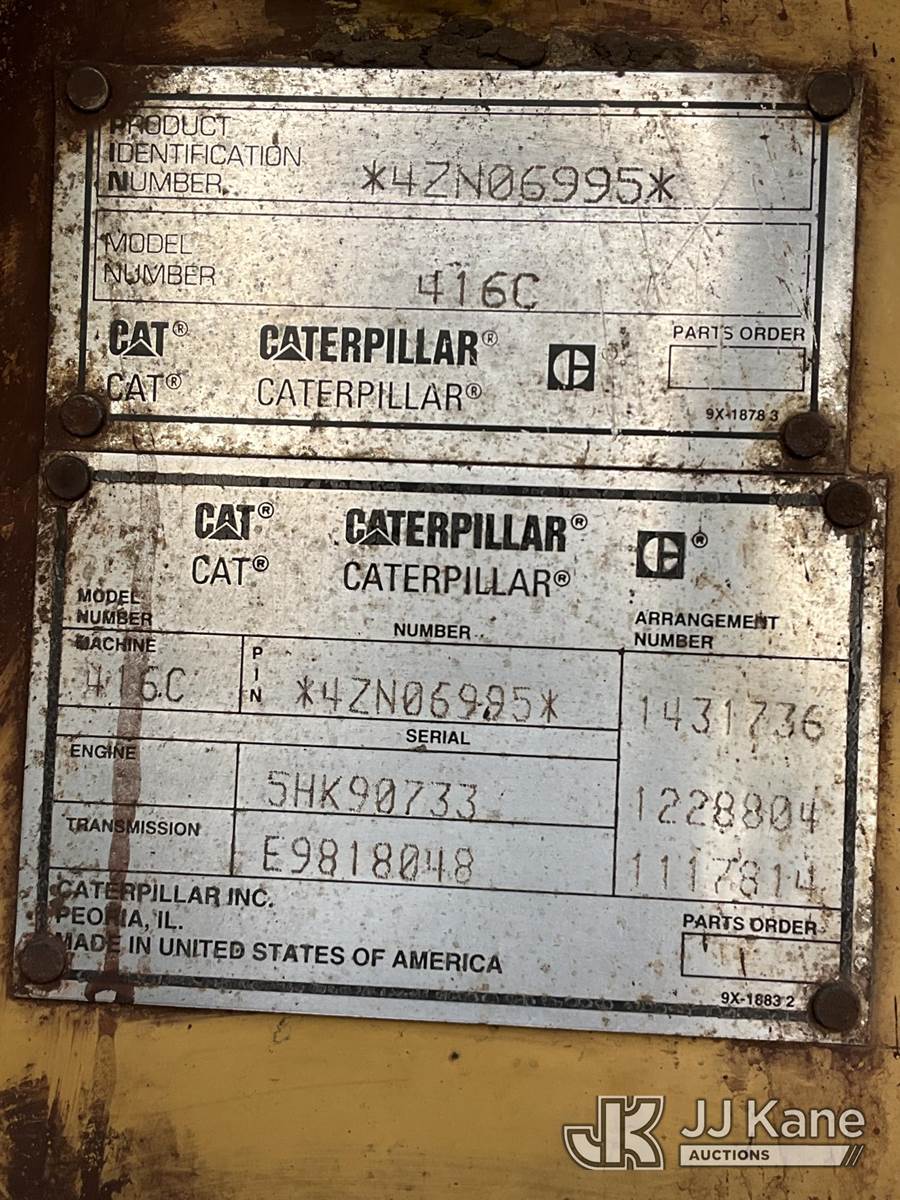 PRODUCT
IDENTIFICATION
NUMBER *4ZN06995*
MODEL
NUMBER 416C
CAT® CATERPILLAR®
CAT® CATERPILLAR®
PARTS ORDER
9X-1878 3
CAT® CATERPILLAR® ®
CAT® CATERPILLAR®
MODEL
NUMBER NUMBER ARRANGEMENT
NUMBER
MACHINE
416C PIN *4ZN06995* 1431736
SERIAL
ENGINE
5HK90733 1228804
TRANSMISSION
E9818048 1117814
CATERPILLAR INC.
PEORIA, IL.
MADE IN UNITED STATES OF AMERICA
PARTS ORDER
9X-1883 2
JK JJ Kane
AUCTIONS